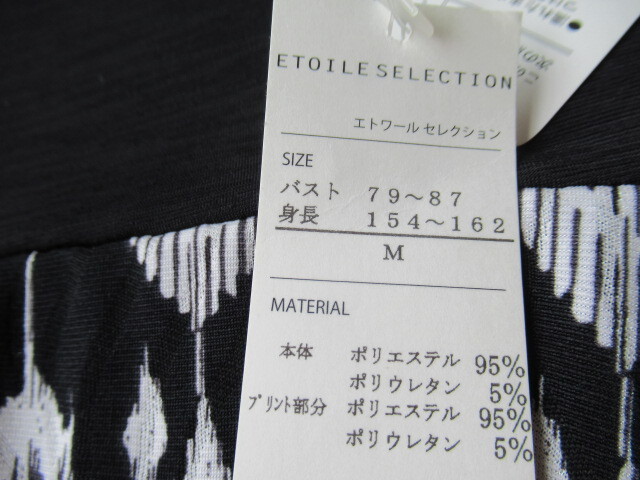 ETOILE SELECTION
エトワール セレクション
SIZE
バスト 79～87
身長 154～162
M
MATERIAL
本体 ポリエステル 95%
ポリウレタン 5%
プリント部分 ポリエステル 95%
ポリウレタン 5%